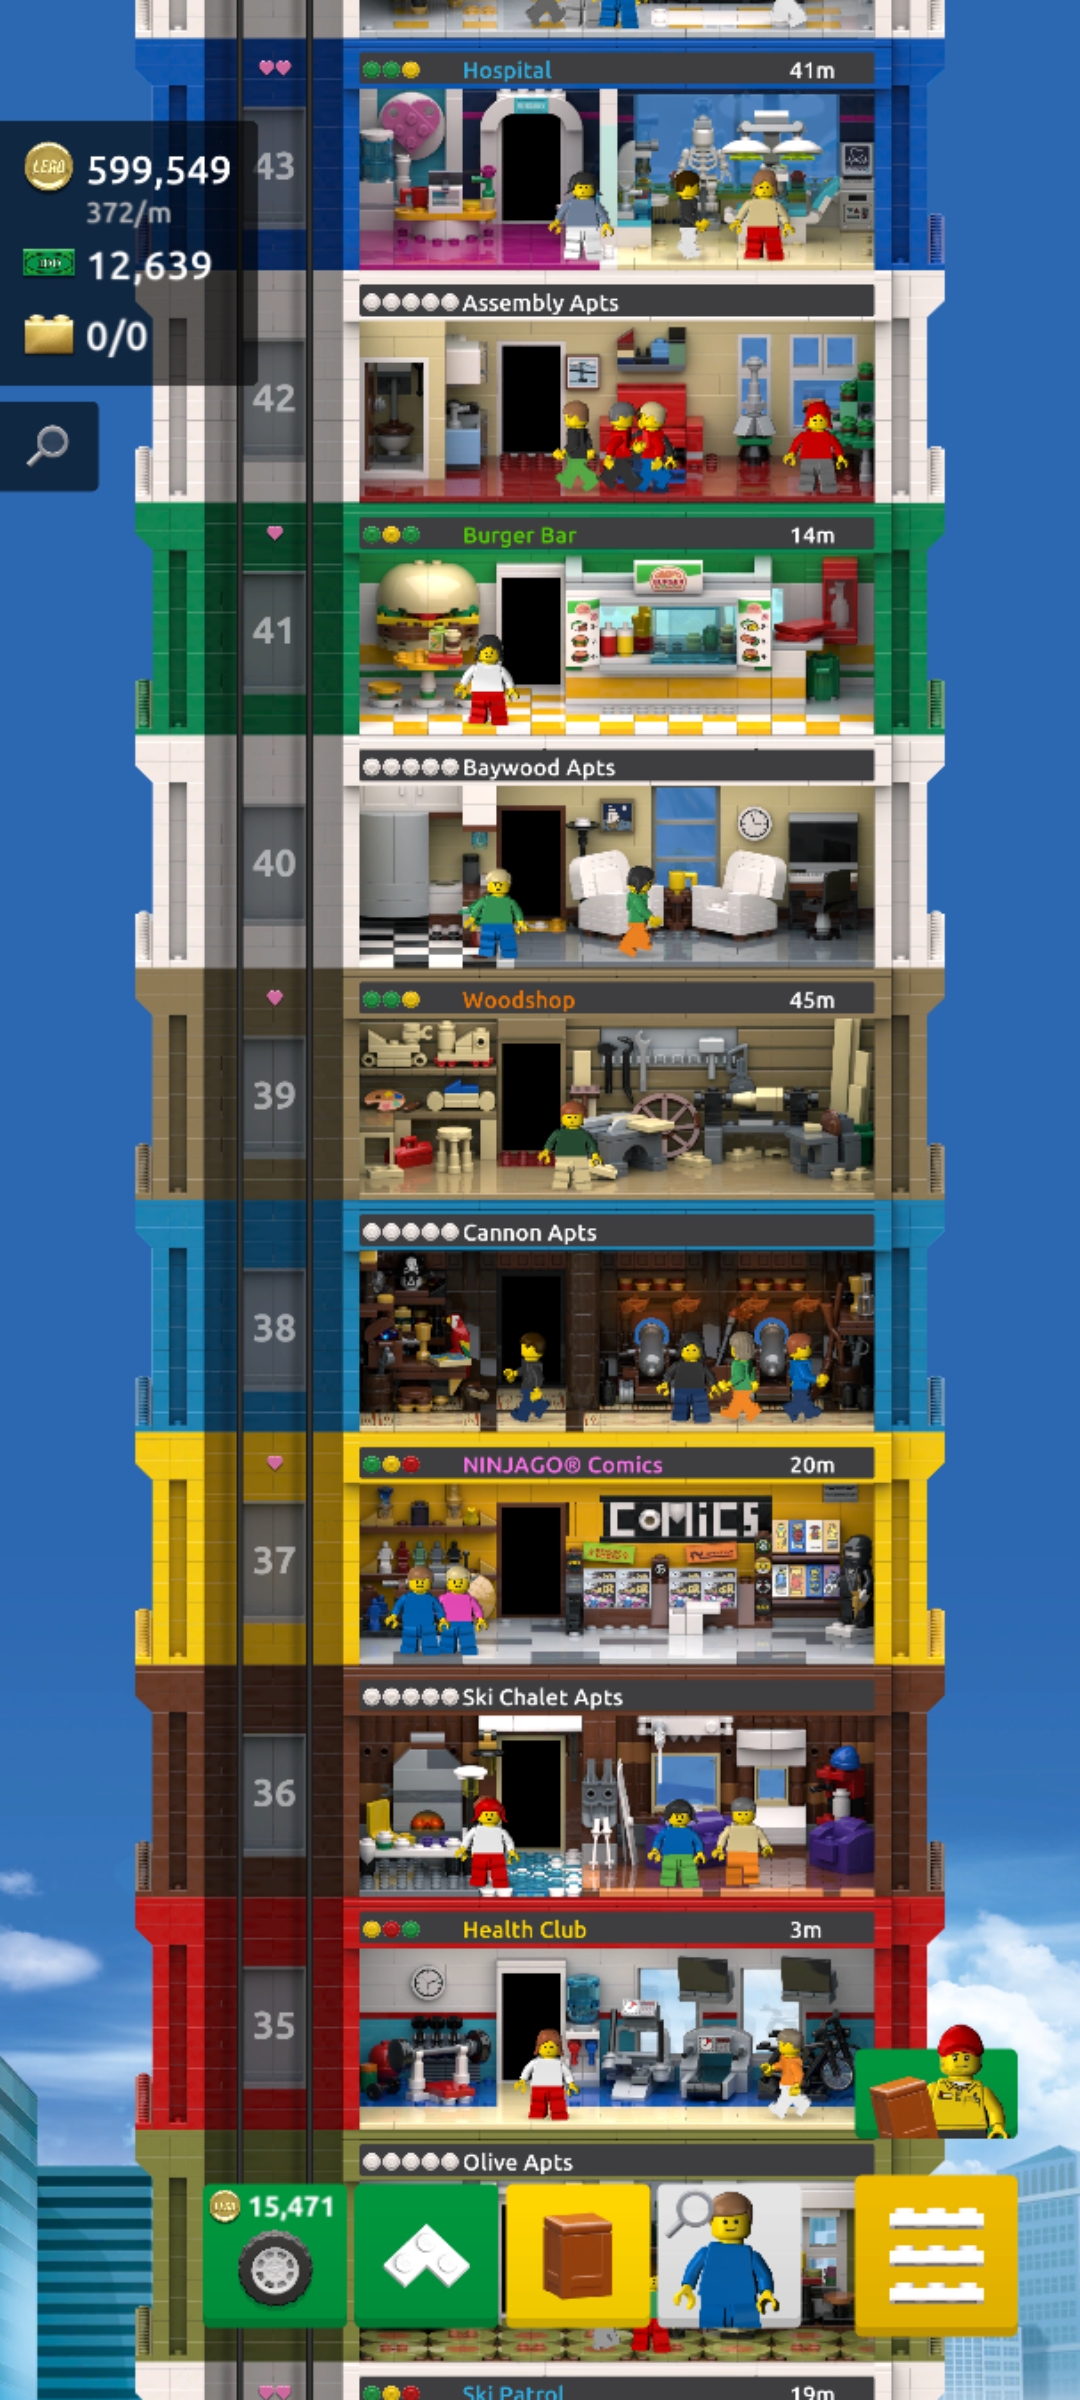 Hospital 41m
43
LEGO 599,549
372/m
12,639
0/0
Assembly Apts
42
Burger Bar 14m
41
Baywood Apts
40
Woodshop 45m
39
Cannon Apts
38
NINJAGO® Comics 20m
COMiCS
37
Ski Chalet Apts
36
Health Club 3m
35
Olive Apts
15,471
Ski Patrol 19m